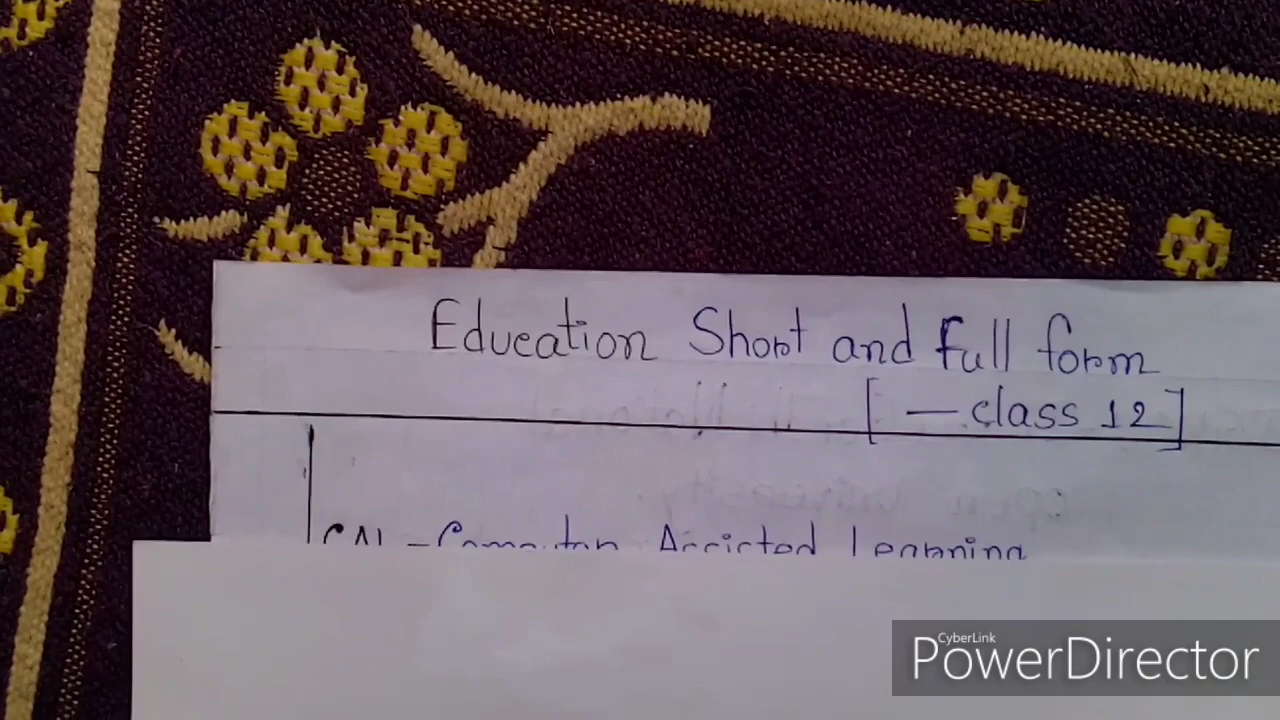 Education Short and Full form
[ — class 12 ]
CAL - Computer Assisted Learning
CyberLink
PowerDirector